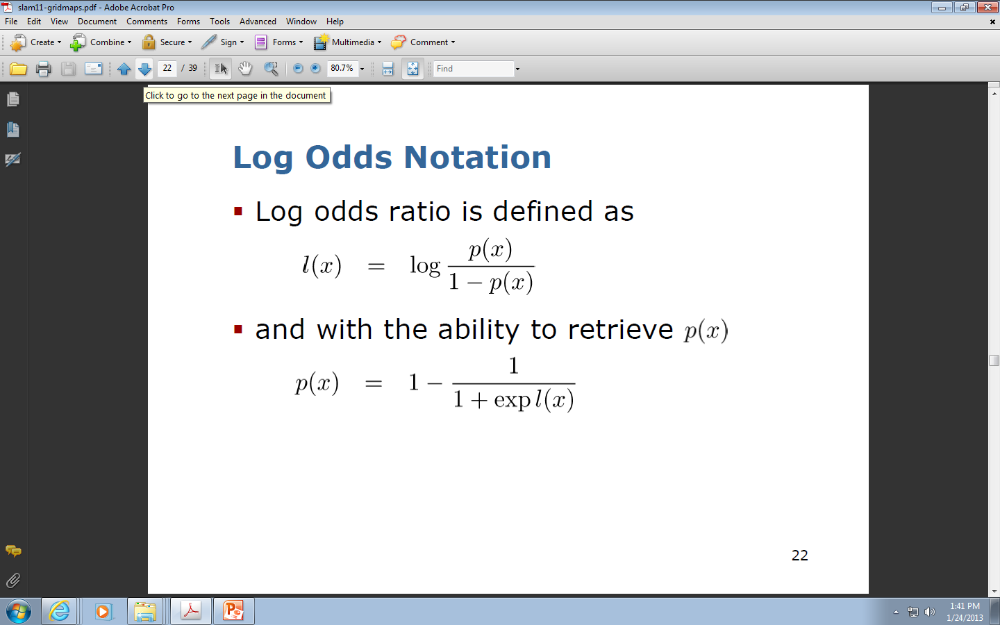 slam11-gridmaps.pdf - Adobe Acrobat Pro
File Edit View Document Comments Forms Tools Advanced Window Help
Create Combine Secure Sign Forms Multimedia Comment
22 / 39 80.7% Find
Click to go to the next page in the document
Log Odds Notation
▪ Log odds ratio is defined as
l(x) = log p(x) / 1 − p(x)
▪ and with the ability to retrieve p(x)
p(x) = 1 − 1 / 1 + exp l(x)
22
1:41 PM
1/24/2013